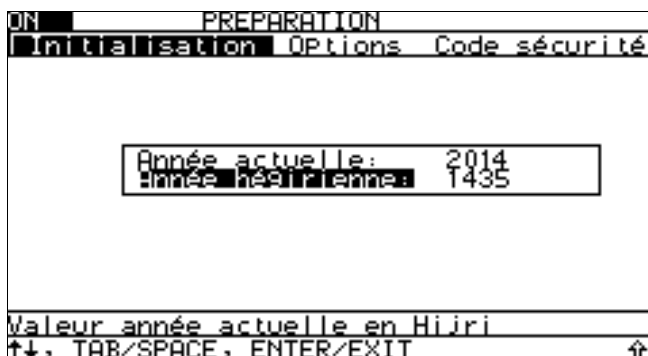 ON PREPARATION
Initialisation Options Code sécurité
Année actuelle: 2014
Année hégirienne: 1435
Valeur année actuelle en Hijri
↑↓, TAB/SPACE, ENTER/EXIT ⇧